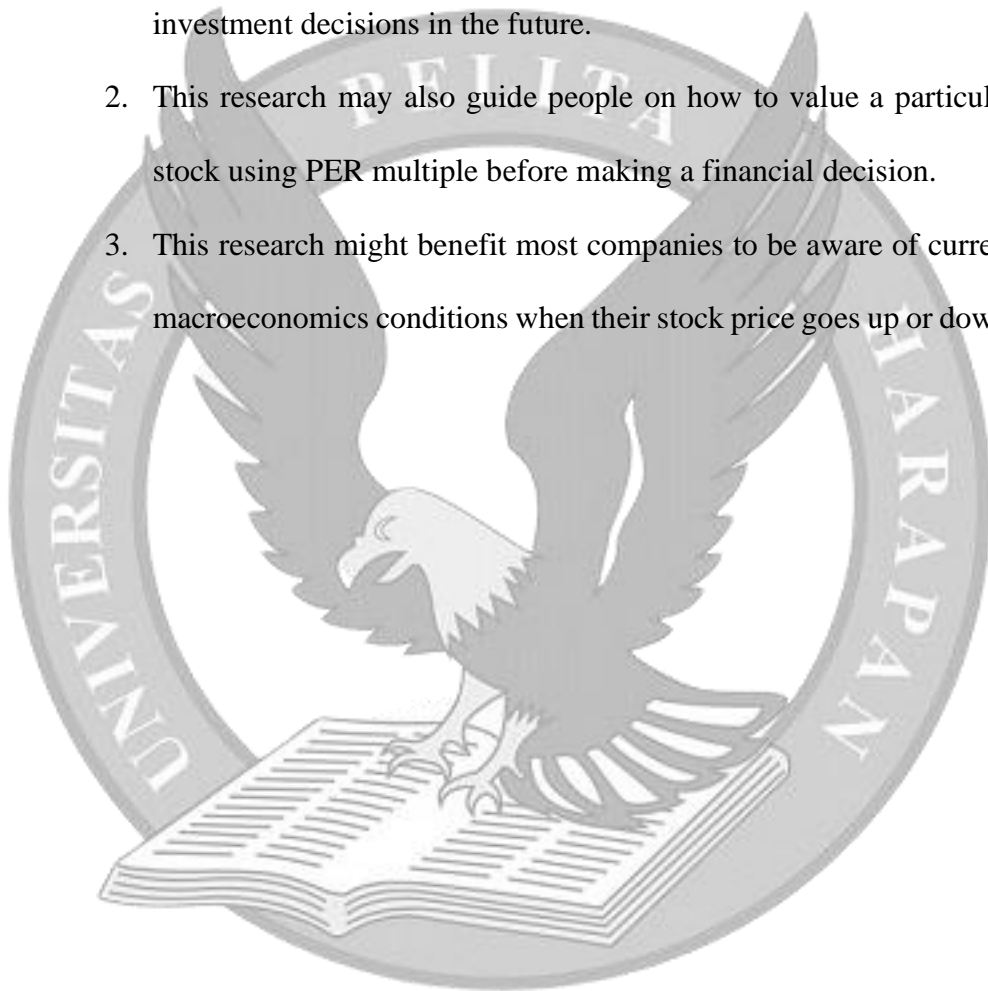 investment decisions in the future.
2. This research may also guide people on how to value a particul
stock using PER multiple before making a financial decision.
3. This research might benefit most companies to be aware of curre
macroeconomics conditions when their stock price goes up or dow
UNIVERSITAS PELITA HARAPAN